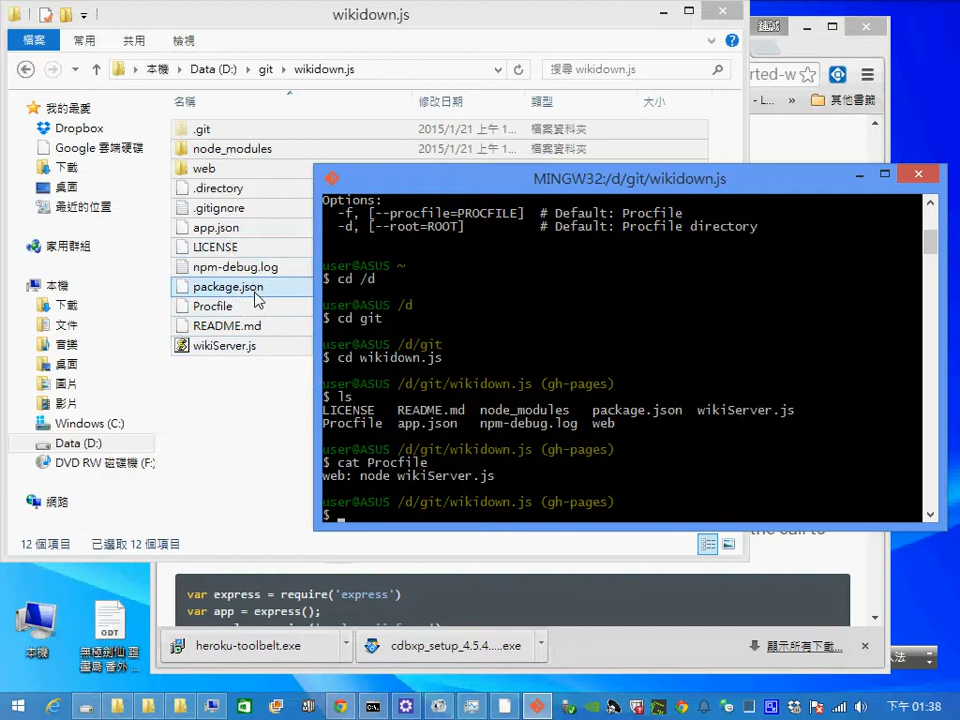 wikidown.js
檔案 常用 共用 檢視
本機 Data (D:) git wikidown.js 搜尋 wikidown.js
rted-w
- L... » 其他書籤
名稱 修改日期 類型 大小
我的最愛
Dropbox
Google 雲端硬碟
下載
桌面
最近的位置
家用群組
本機
下載
文件
音樂
桌面
圖片
影片
Windows (C:)
Data (D:)
DVD RW 磁碟機 (F:)
網路
.git 2015/1/21 上午 1... 檔案資料夾
node_modules 2015/1/21 上午 1... 檔案資料夾
web
.directory
.gitignore
app.json
LICENSE
npm-debug.log
package.json
Procfile
README.md
wikiServer.js
12 個項目 已選取 12 個項目
MINGW32:/d/git/wikidown.js
Options:
-f, [--procfile=PROCFILE] # Default: Procfile
-d, [--root=ROOT] # Default: Procfile directory
user@ASUS ~
$ cd /d
user@ASUS /d
$ cd git
user@ASUS /d/git
$ cd wikidown.js
user@ASUS /d/git/wikidown.js (gh-pages)
$ ls
LICENSE README.md node_modules package.json wikiServer.js
Procfile app.json npm-debug.log web
user@ASUS /d/git/wikidown.js (gh-pages)
$ cat Procfile
web: node wikiServer.js
user@ASUS /d/git/wikidown.js (gh-pages)
$
var express = require('express')
var app = express();
heroku-toolbelt.exe cdbxp_setup_4.5.4....exe 顯示所有下載...
本機
ODT
下午 01:38